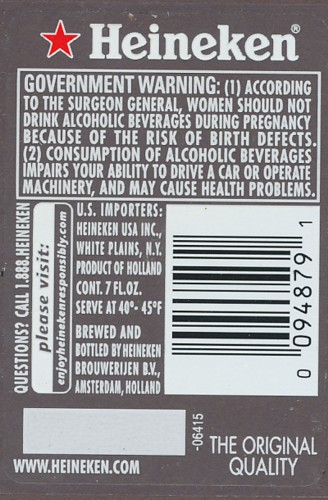 Heineken®
GOVERNMENT WARNING: (1) ACCORDING
TO THE SURGEON GENERAL, WOMEN SHOULD NOT
DRINK ALCOHOLIC BEVERAGES DURING PREGNANCY
BECAUSE OF THE RISK OF BIRTH DEFECTS.
(2) CONSUMPTION OF ALCOHOLIC BEVERAGES
IMPAIRS YOUR ABILITY TO DRIVE A CAR OR OPERATE
MACHINERY, AND MAY CAUSE HEALTH PROBLEMS.
QUESTIONS? CALL 1.888.HEINEKEN
please visit:
enjoyheinekenresponsibly.com
U.S. IMPORTERS:
HEINEKEN USA INC.,
WHITE PLAINS, N.Y.
PRODUCT OF HOLLAND
CONT. 7 FL.OZ.
SERVE AT 40°- 45°F
BREWED AND
BOTTLED BY HEINEKEN
BROUWERIJEN B.V.,
AMSTERDAM, HOLLAND
0 094879 1
-06415
THE ORIGINAL
QUALITY
WWW.HEINEKEN.COM